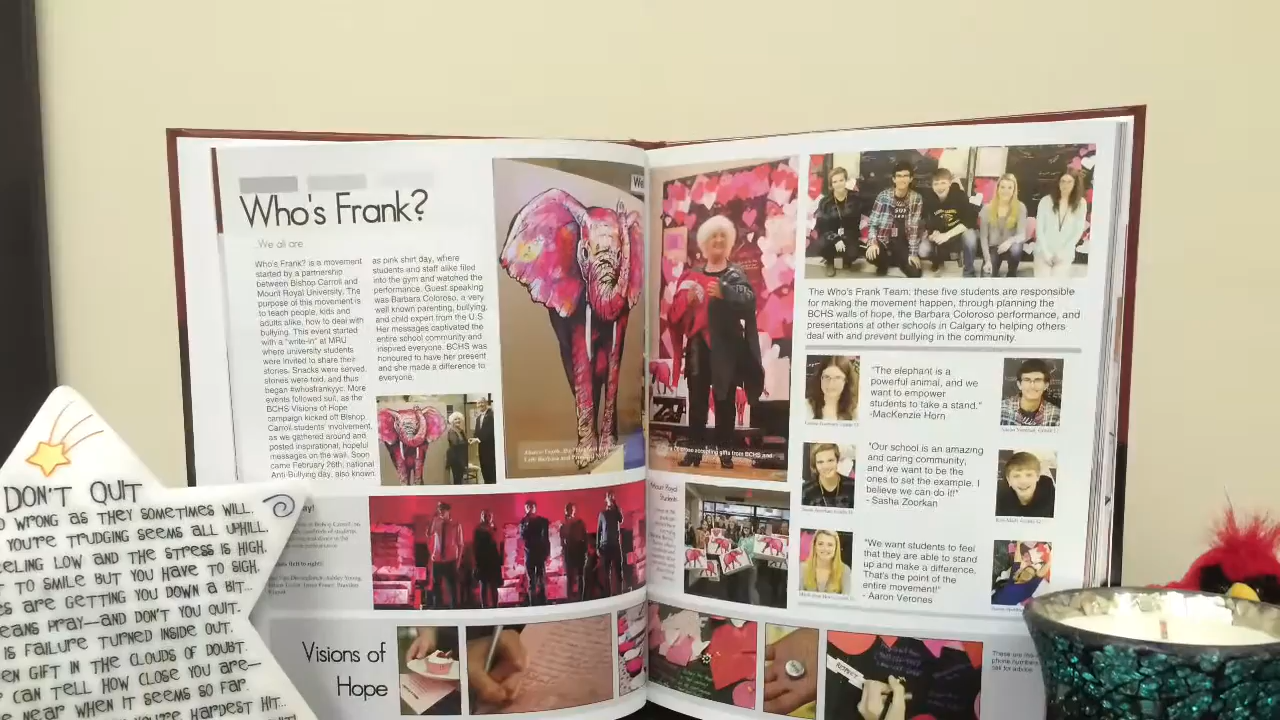 Who's Frank?
We all are
Who's Frank? is a movement
started by a partnership
between Bishop Carroll and
Mount Royal University. The
purpose of this movement is
to teach people, kids and
adults alike, how to deal with
bullying. This event started
with a "write-in" at MRU
where university students
were invited to share their
stories. Snacks were served,
stories were told, and thus
began #whosfrankyyc. More
events followed suit, as the
BCHS Visions of Hope
campaign kicked off Bishop
Carroll students' involvement,
as we gathered around and
posted inspirational, hopeful
messages on the wall. Soon
came February 26th, national
Anti-Bullying day, also known
as pink shirt day, where
students and staff alike filed
into the gym and watched the
performance. Guest speaking
was Barbara Coloroso, a very
well known parenting, bullying,
and child expert from the U.S.
Her messages captivated the
entire school community and
inspired everyone. BCHS was
honoured to have her present
and she made a difference to
everyone.
Visions of
Hope
accepting gifts from BCHS and
The Who's Frank Team: these five students are responsible
for making the movement happen, through planning the
BCHS walls of hope, the Barbara Coloroso performance, and
presentations at other schools in Calgary to helping others
deal with and prevent bullying in the community.
"The elephant is a
powerful animal, and we
want to empower
students to take a stand."
-MacKenzie Horn
"Our school is an amazing
and caring community,
and we want to be the
ones to set the example. I
believe we can do it!"
- Sasha Zoorkan
"We want students to feel
that they are able to stand
up and make a difference.
That's the point of the
entire movement!"
- Aaron Verones
DON'T QUIT
WRONG AS THEY SOMETIMES WILL,
YOU'RE TRUDGING SEEMS ALL UPHILL,
LOW AND THE STRESS IS HIGH,
TO SMILE BUT YOU HAVE TO SIGH,
ARE GETTING YOU DOWN A BIT...
PRAY—AND DON'T YOU QUIT.
IS FAILURE TURNED INSIDE OUT.
GIFT IN THE CLOUDS OF DOUBT.
CAN TELL HOW CLOSE YOU ARE—
NEAR WHEN IT SEEMS SO FAR.
YOU'RE HARDEST HIT...